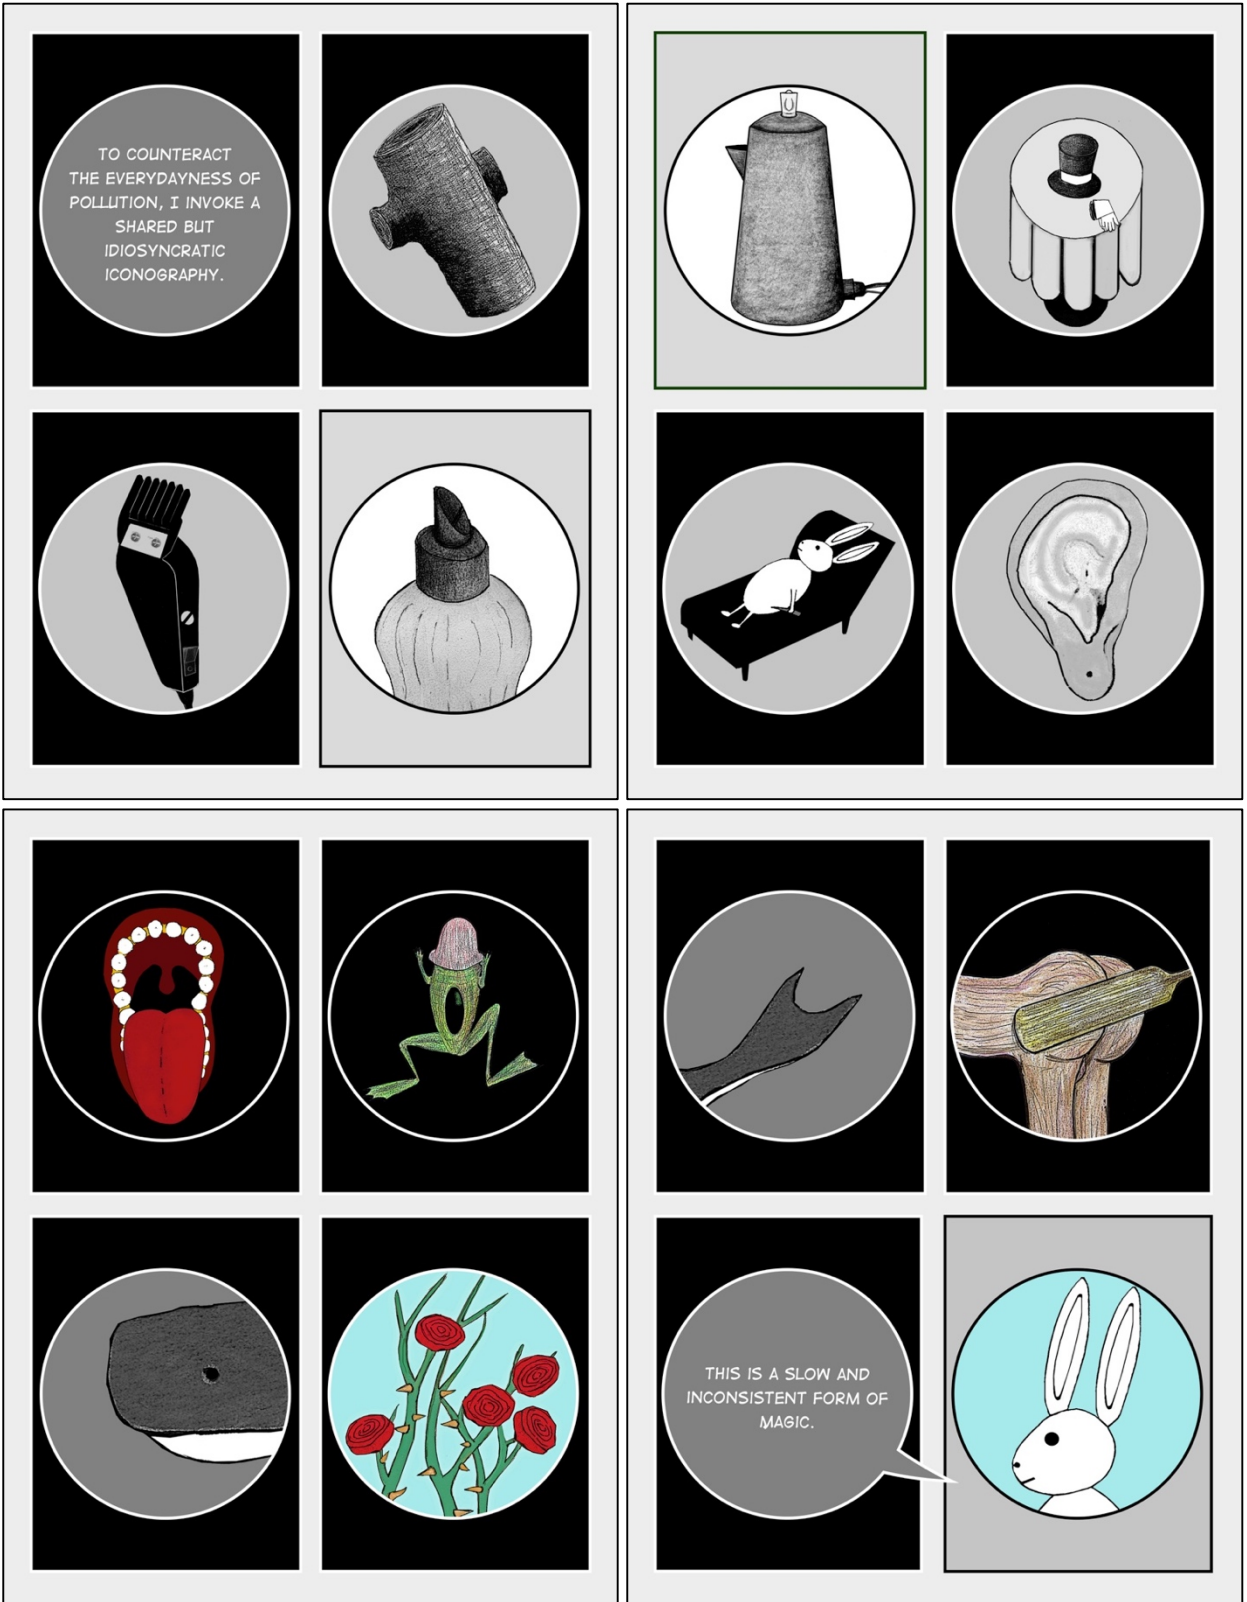 TO COUNTERACT
THE EVERYDAYNESS OF
POLLUTION, I INVOKE A
SHARED BUT
IDIOSYNCRATIC
ICONOGRAPHY.
THIS IS A SLOW AND
INCONSISTENT FORM OF
MAGIC.